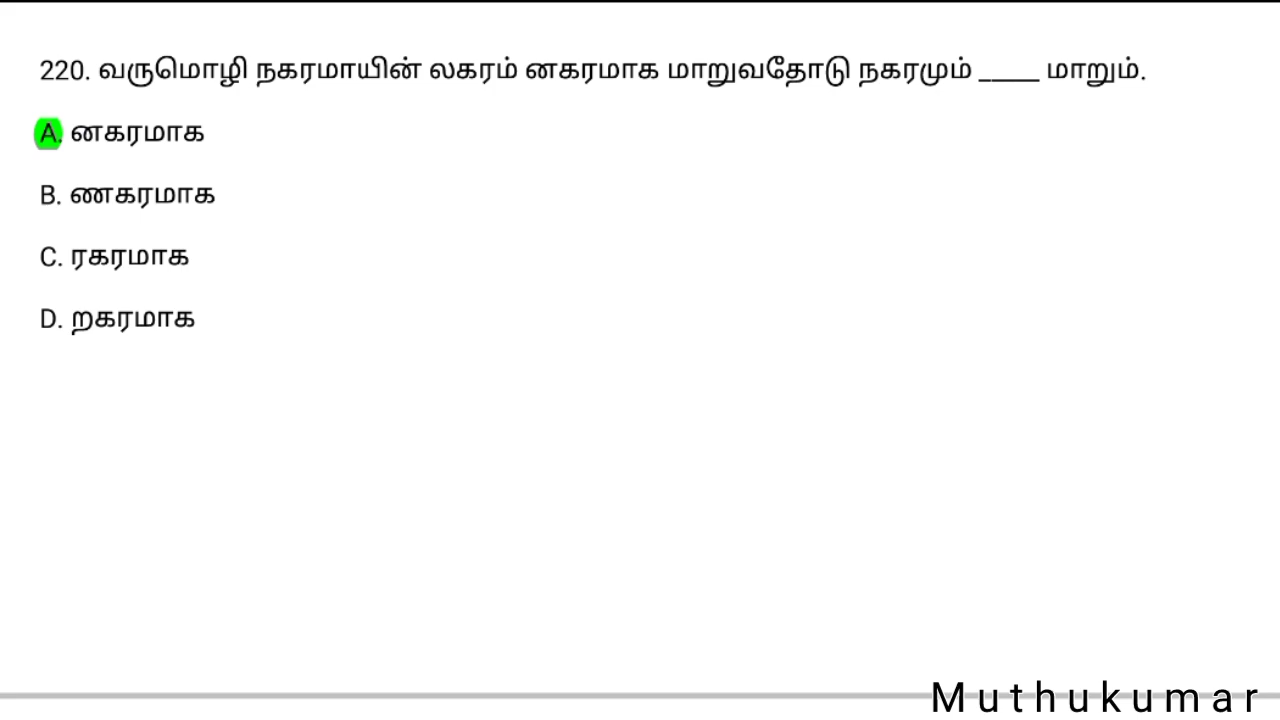 220. வருமொழி நகரமாயின் லகரம் னகரமாக மாறுவதோடு நகரமும் _____ மாறும்.
A. னகரமாக
B. ணகரமாக
C. ரகரமாக
D. றகரமாக
Muthukumar